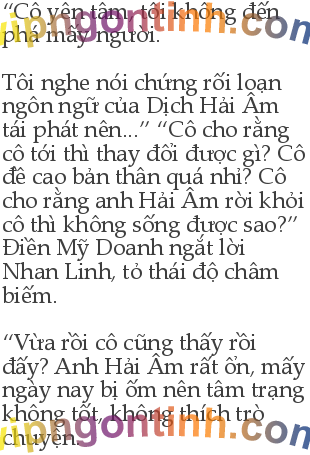 “Cô yên tâm, tôi không đến
phá mấy người.
Tôi nghe nói chứng rối loạn
ngôn ngữ của Dịch Hải Âm
tái phát nên...” “Cô cho rằng
cô tới thì thay đổi được gì? Cô
đề cao bản thân quá nhỉ? Cô
cho rằng anh Hải Âm rời khỏi
cô thì không sống được sao?”
Điền Mỹ Doanh ngắt lời
Nhan Linh, tỏ thái độ châm
biếm.
“Vừa rồi cô cũng thấy rồi
đấy? Anh Hải Âm rất ổn, mấy
ngày nay bị ốm nên tâm trạng
không tốt, không thích trò
chuyện.
vipngontinh.com
vipngontinh.com